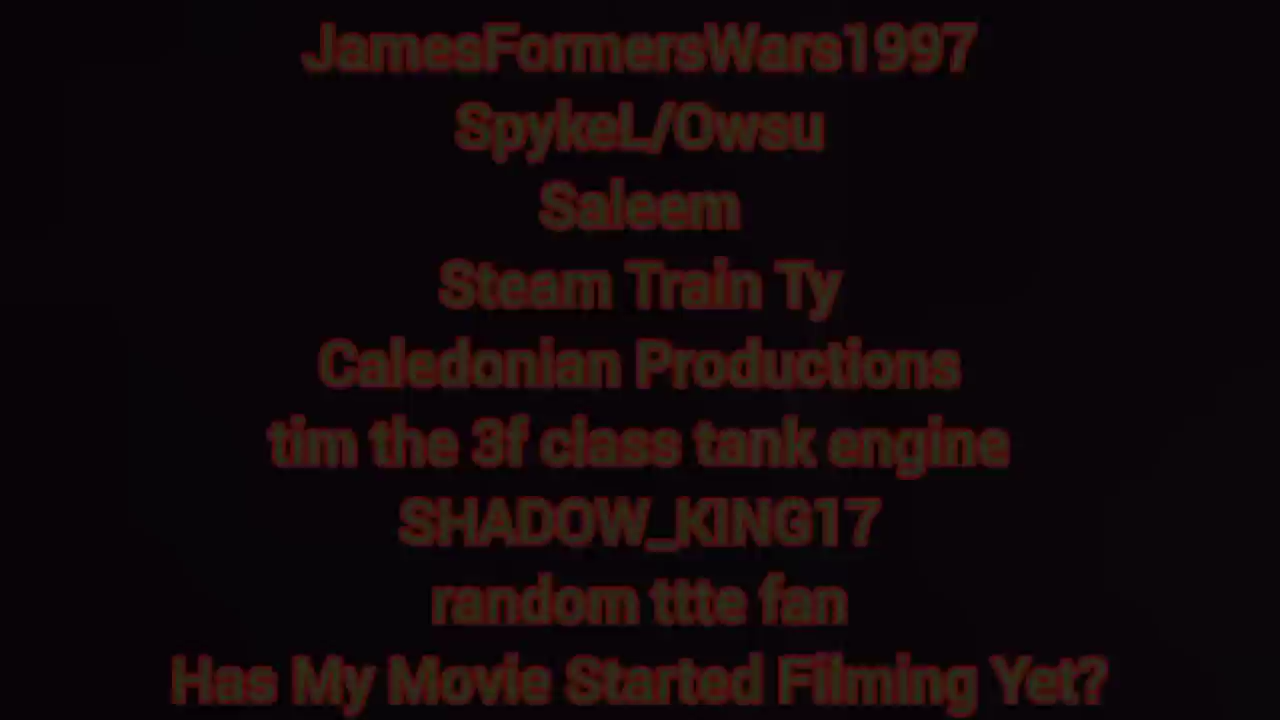 JamesFormersWars1997
SpykeL/Owsu
Saleem
Steam Train Ty
Caledonian Productions
tim the 3f class tank engine
SHADOW_KING17
random ttte fan
Has My Movie Started Filming Yet?